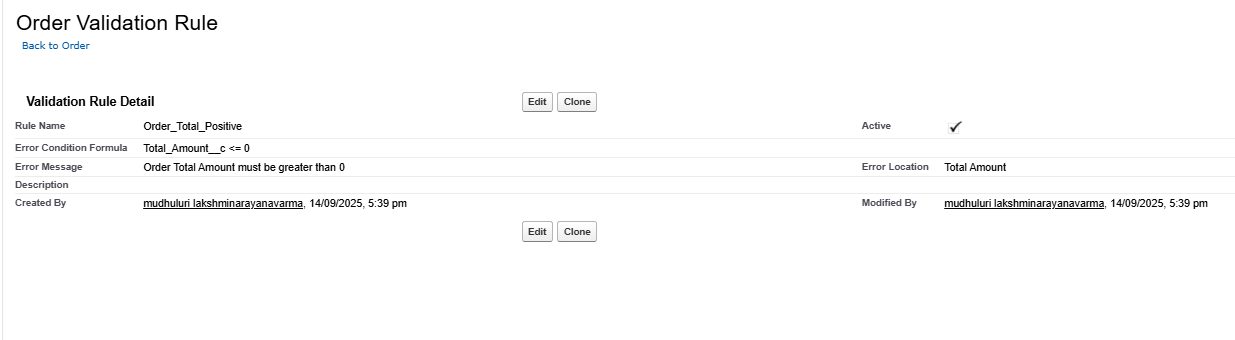 Order Validation Rule
Back to Order
Validation Rule Detail
Edit Clone
Rule Name Order_Total_Positive Active
Error Condition Formula Total_Amount__c <= 0
Error Message Order Total Amount must be greater than 0 Error Location Total Amount
Description
Created By mudhuluri lakshminarayanavarma, 14/09/2025, 5:39 pm Modified By mudhuluri lakshminarayanavarma, 14/09/2025, 5:39 pm
Edit Clone